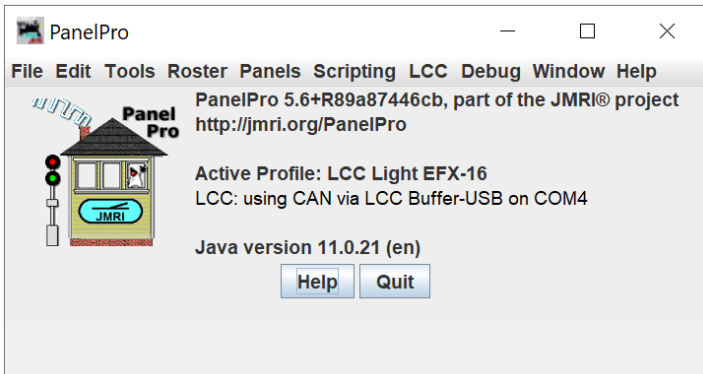 PanelPro
File Edit Tools Roster Panels Scripting LCC Debug Window Help
Panel
Pro
JMRI
PanelPro 5.6+R89a87446cb, part of the JMRI® project
http://jmri.org/PanelPro
Active Profile: LCC Light EFX-16
LCC: using CAN via LCC Buffer-USB on COM4
Java version 11.0.21 (en)
Help Quit